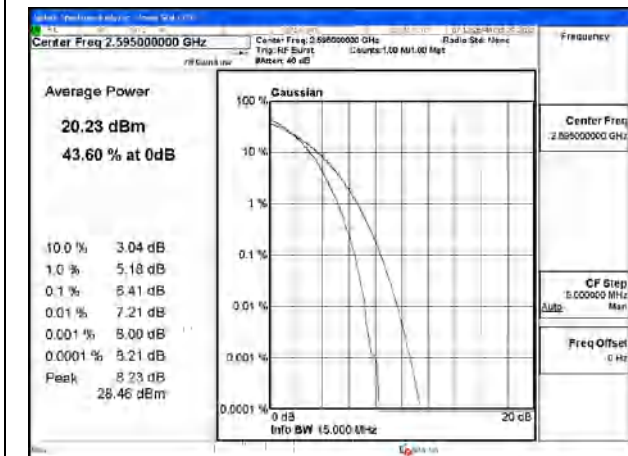 Center Freq 2.595000000 GHz
Center Freq: 2.595000000 GHz
Trig: RF Burst
Counts:1.00 M/1.00 Mpt
Radio Std: None
#Atten: 40 dB
Frequency
Average Power
20.23 dBm
43.60 % at 0dB
10.0 % 3.04 dB
1.0 % 5.18 dB
0.1 % 6.41 dB
0.01 % 7.21 dB
0.001 % 8.00 dB
0.0001 % 8.21 dB
Peak 8.23 dB
28.46 dBm
Gaussian
100 %
10 %
1 %
0.1 %
0.01 %
0.001 %
0.0001 %
0 dB
20 dB
Info BW 15.000 MHz
Center Freq
2.595000000 GHz
CF Step
5.000000 MHz
Auto Man
Freq Offset
0 Hz